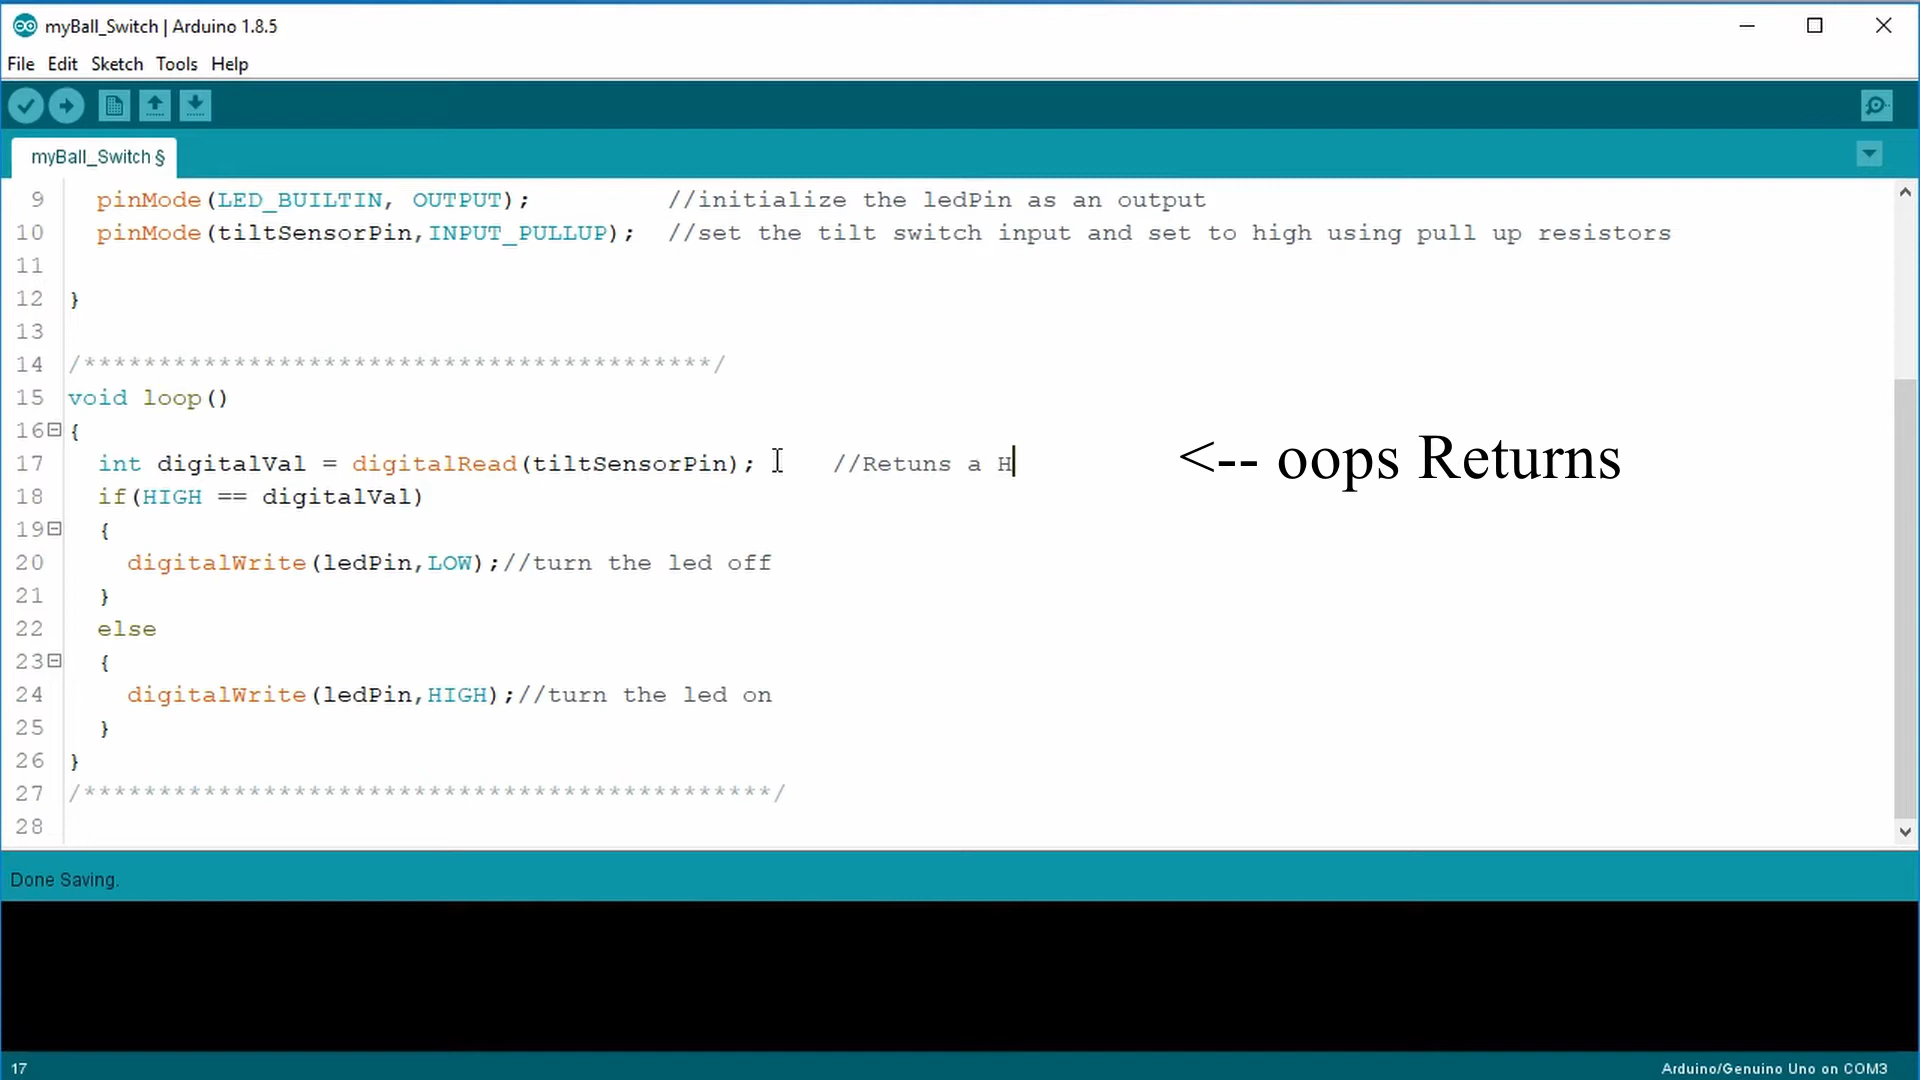 myBall_Switch | Arduino 1.8.5
File Edit Sketch Tools Help
myBall_Switch §
9 pinMode(LED_BUILTIN, OUTPUT); //initialize the ledPin as an output
10 pinMode(tiltSensorPin,INPUT_PULLUP); //set the tilt switch input and set to high using pull up resistors
11
12 }
13
14 /******************************************/
15 void loop()
16 {
17 int digitalVal = digitalRead(tiltSensorPin); //Retuns a H <-- oops Returns
18 if(HIGH == digitalVal)
19 {
20 digitalWrite(ledPin,LOW);//turn the led off
21 }
22 else
23 {
24 digitalWrite(ledPin,HIGH);//turn the led on
25 }
26 }
27 /**********************************************/
28
Done Saving.
17 Arduino/Genuino Uno on COM3